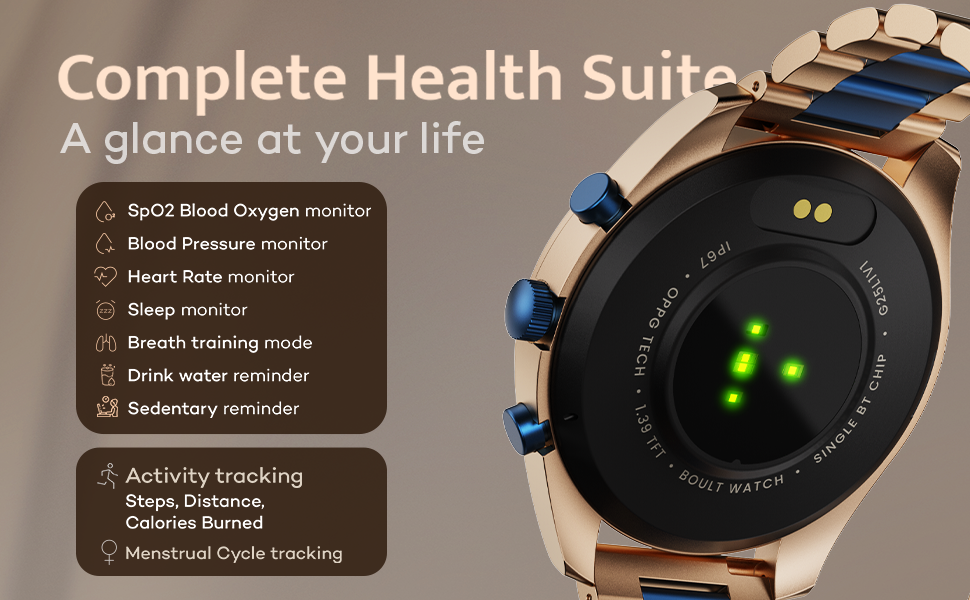 Complete Health Suite
A glance at your life
SpO2 Blood Oxygen monitor
Blood Pressure monitor
Heart Rate monitor
zzz
Sleep monitor
Breath training mode
Drink water reminder
Sedentary reminder
Activity tracking
Steps, Distance,
Calories Burned
Menstrual Cycle tracking
IP67 • OPPG TECH • 1.39 TFT • BOULT WATCH • SINGLE BT CHIP • G25LIVI